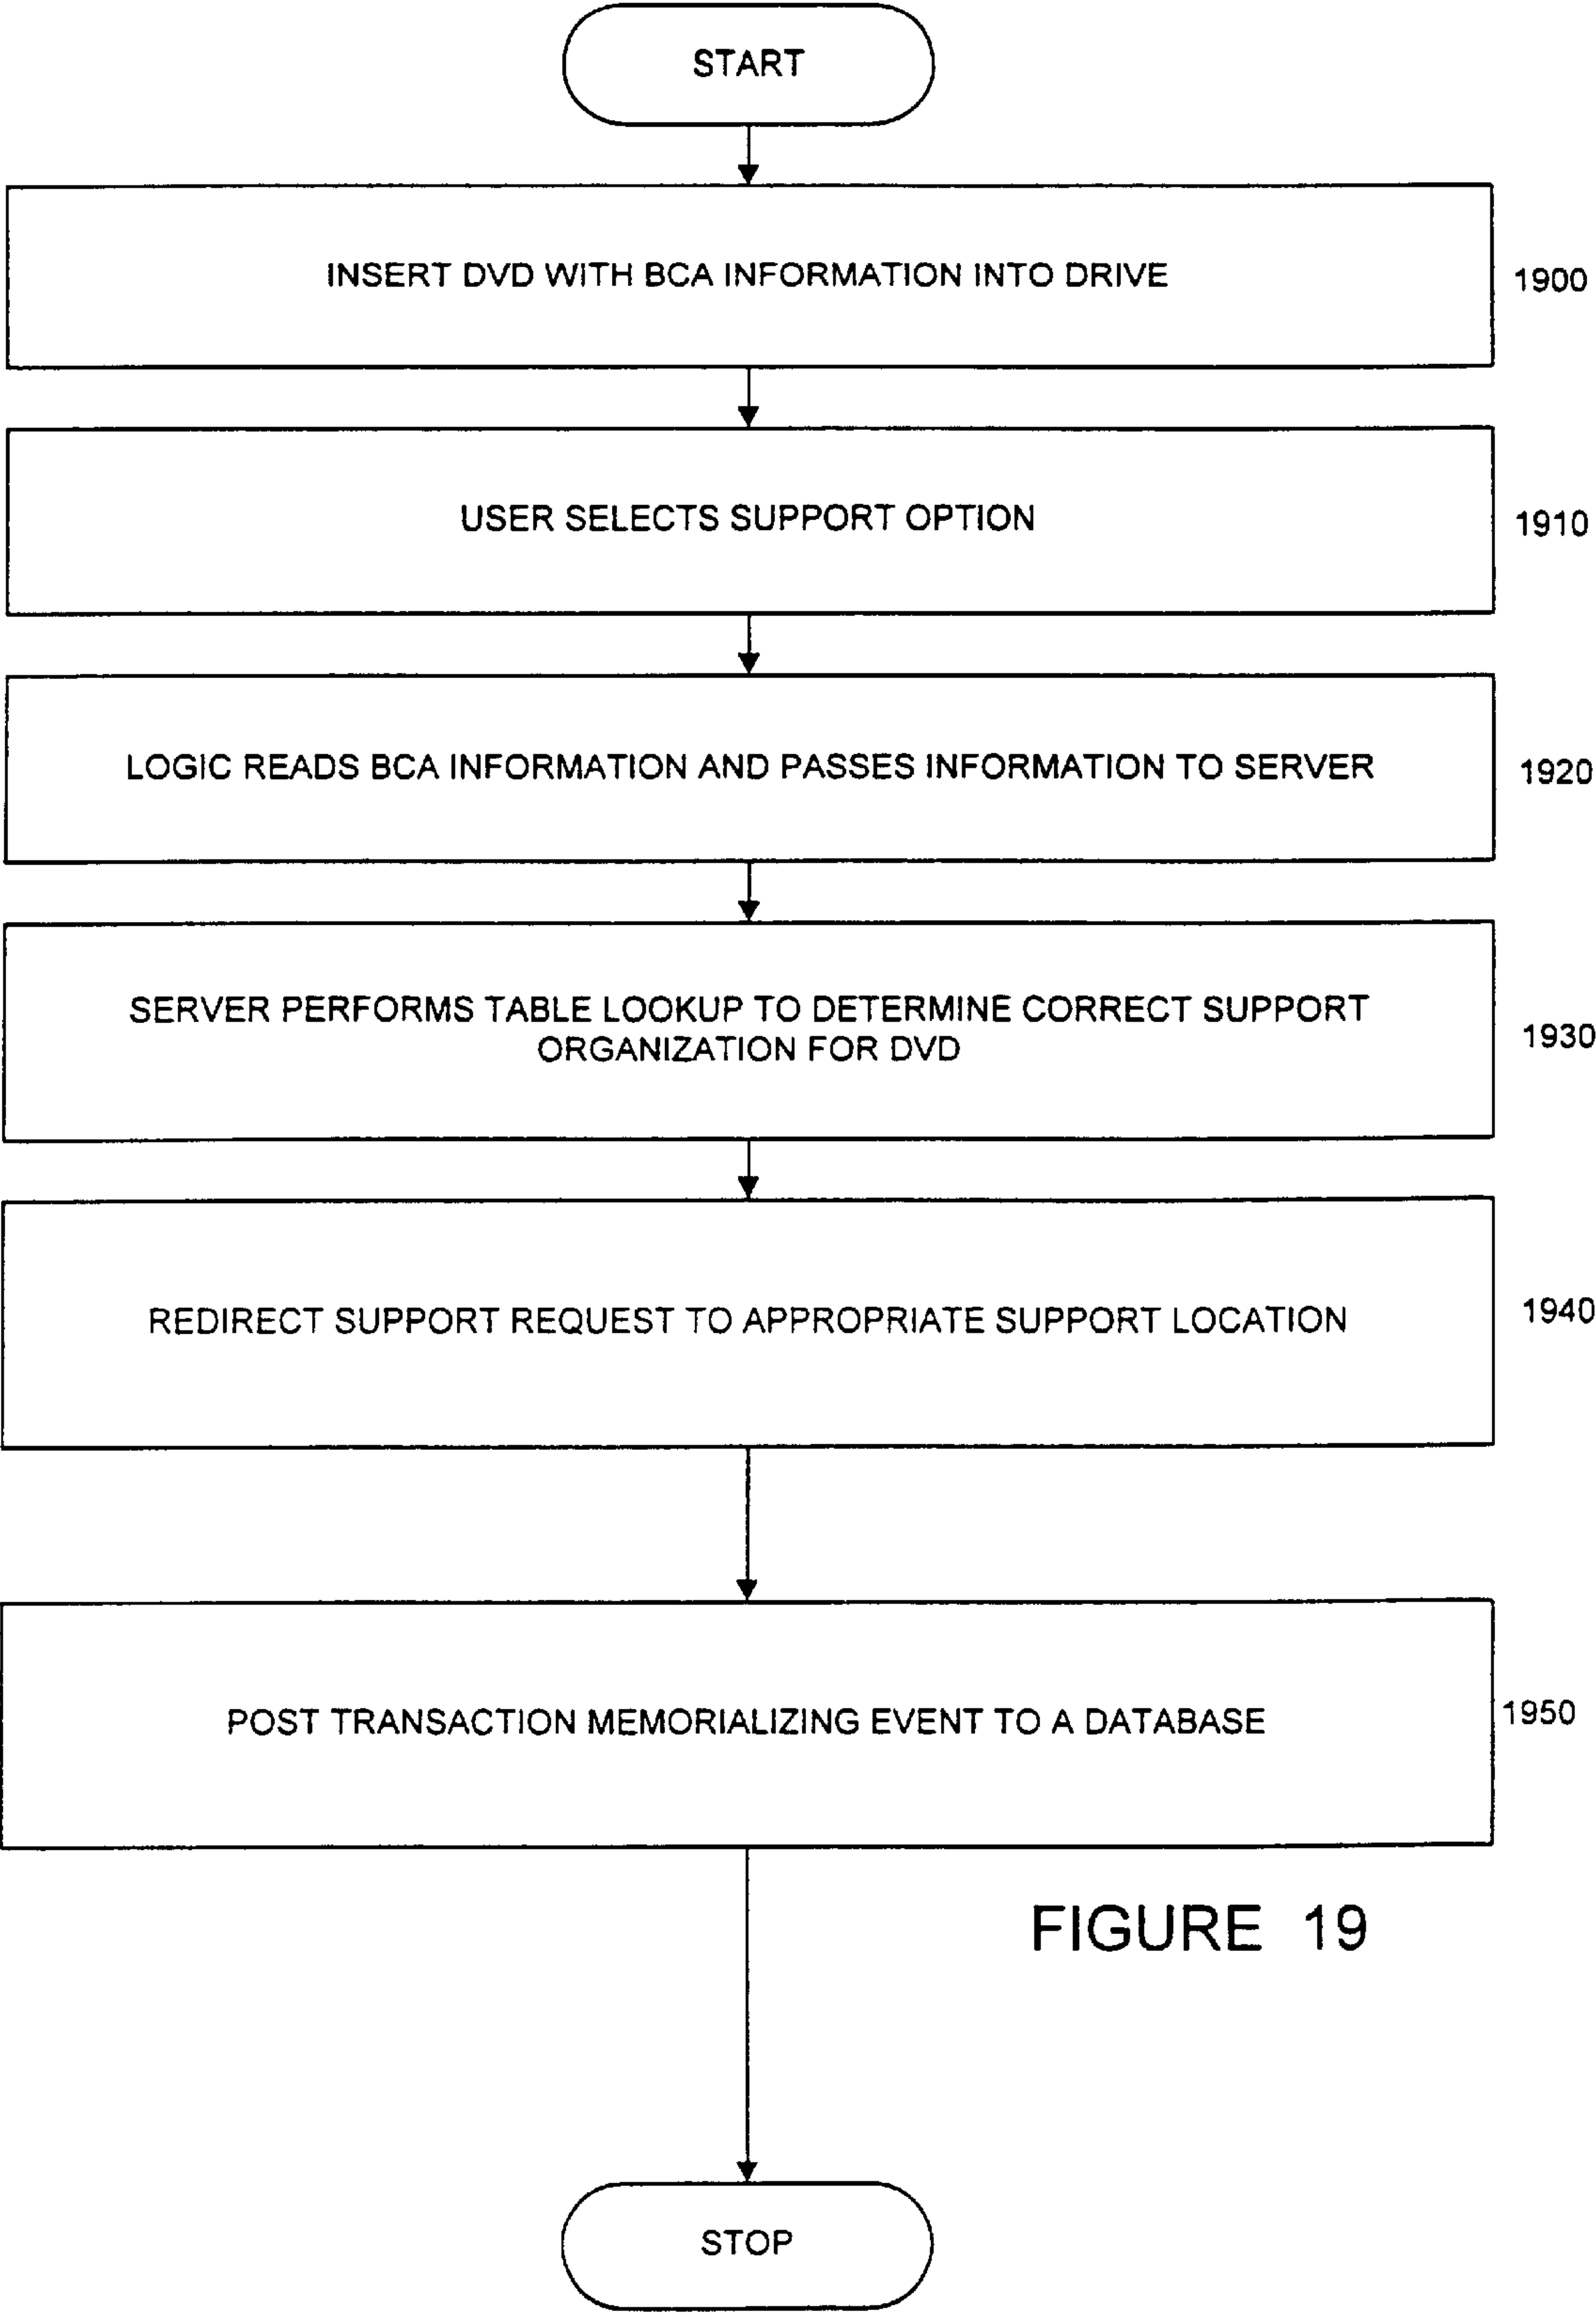 START
INSERT DVD WITH BCA INFORMATION INTO DRIVE
1900
USER SELECTS SUPPORT OPTION
1910
LOGIC READS BCA INFORMATION AND PASSES INFORMATION TO SERVER
1920
SERVER PERFORMS TABLE LOOKUP TO DETERMINE CORRECT SUPPORT
ORGANIZATION FOR DVD
1930
REDIRECT SUPPORT REQUEST TO APPROPRIATE SUPPORT LOCATION
1940
POST TRANSACTION MEMORIALIZING EVENT TO A DATABASE
1950
FIGURE 19
STOP